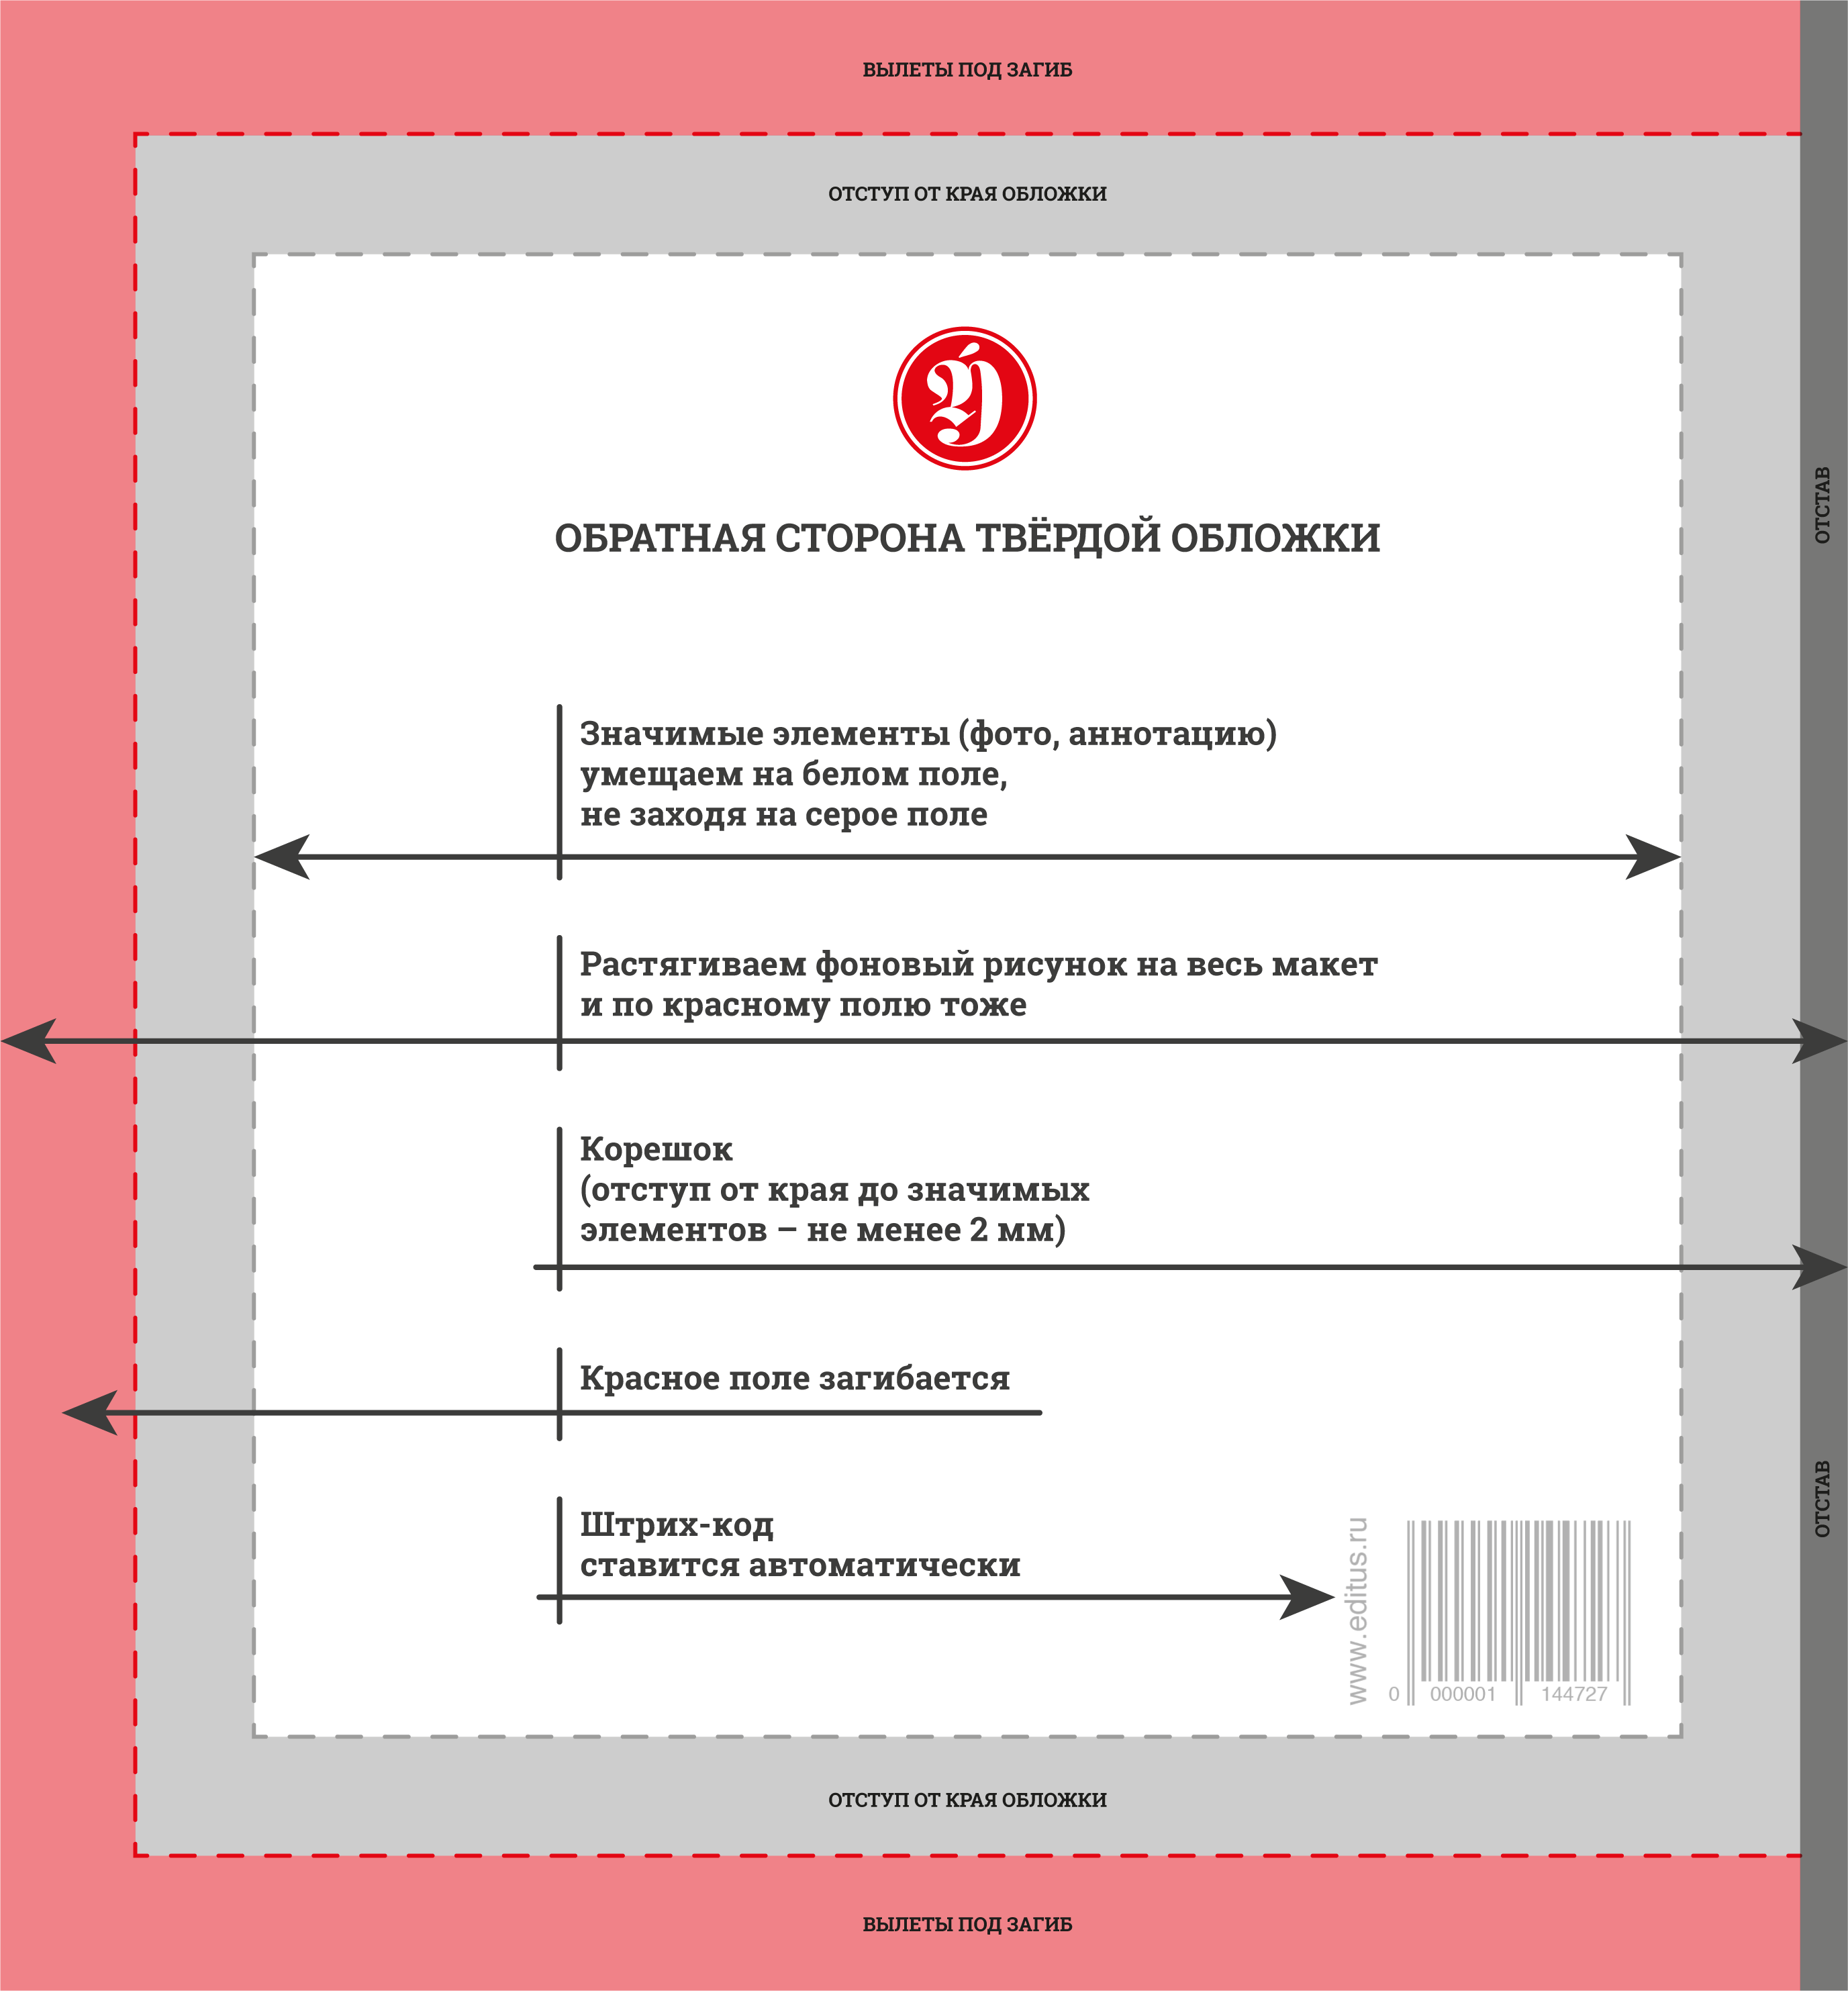 ВЫЛЕТЫ ПОД ЗАГИБ
ОТСТУП ОТ КРАЯ ОБЛОЖКИ
ОБРАТНАЯ СТОРОНА ТВЁРДОЙ ОБЛОЖКИ
ОТСТАВ
Значимые элементы (фото, аннотацию)
умещаем на белом поле,
не заходя на серое поле
Растягиваем фоновый рисунок на весь макет
и по красному полю тоже
Корешок
(отступ от края до значимых
элементов – не менее 2 мм)
Красное поле загибается
Штрих-код
ставится автоматически
www.editus.ru
0 000001 144727
ОТСТАВ
ОТСТУП ОТ КРАЯ ОБЛОЖКИ
ВЫЛЕТЫ ПОД ЗАГИБ